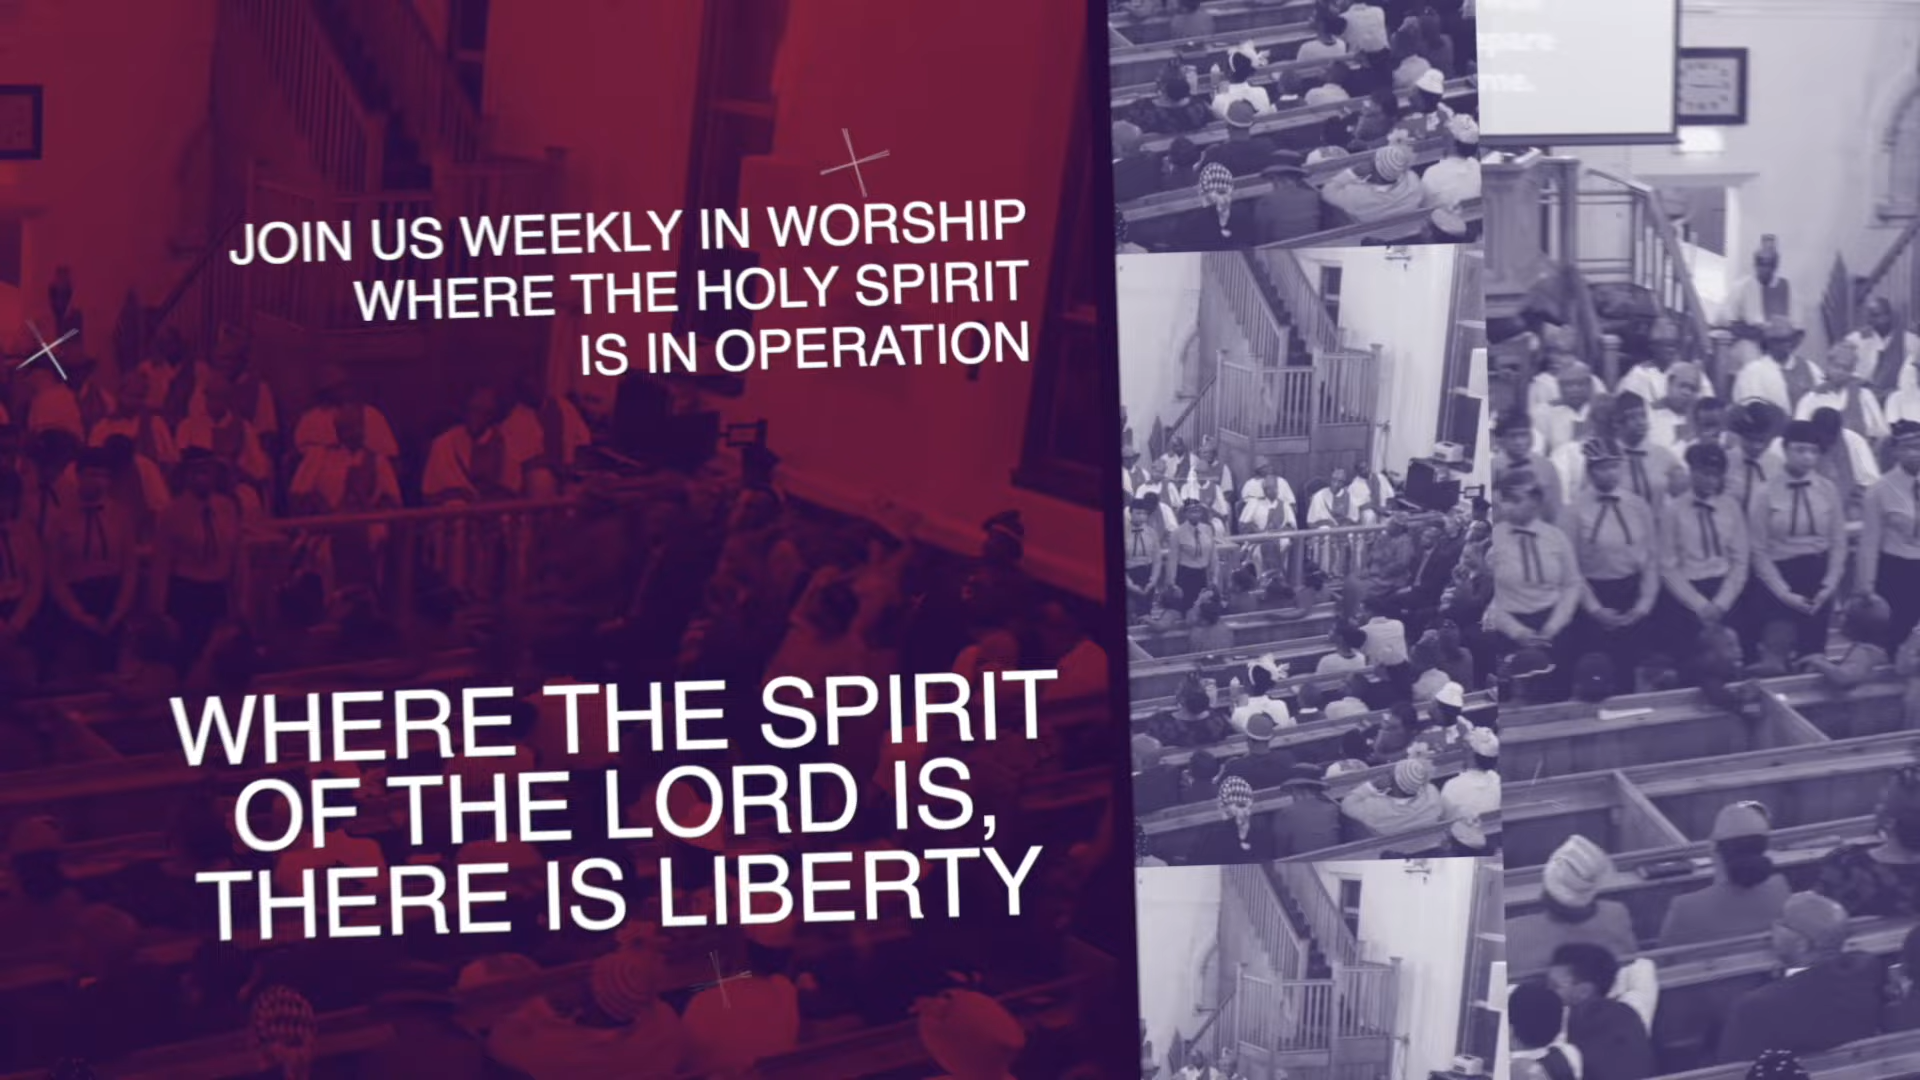 JOIN US WEEKLY IN WORSHIP
WHERE THE HOLY SPIRIT
IS IN OPERATION
WHERE THE SPIRIT
OF THE LORD IS,
THERE IS LIBERTY